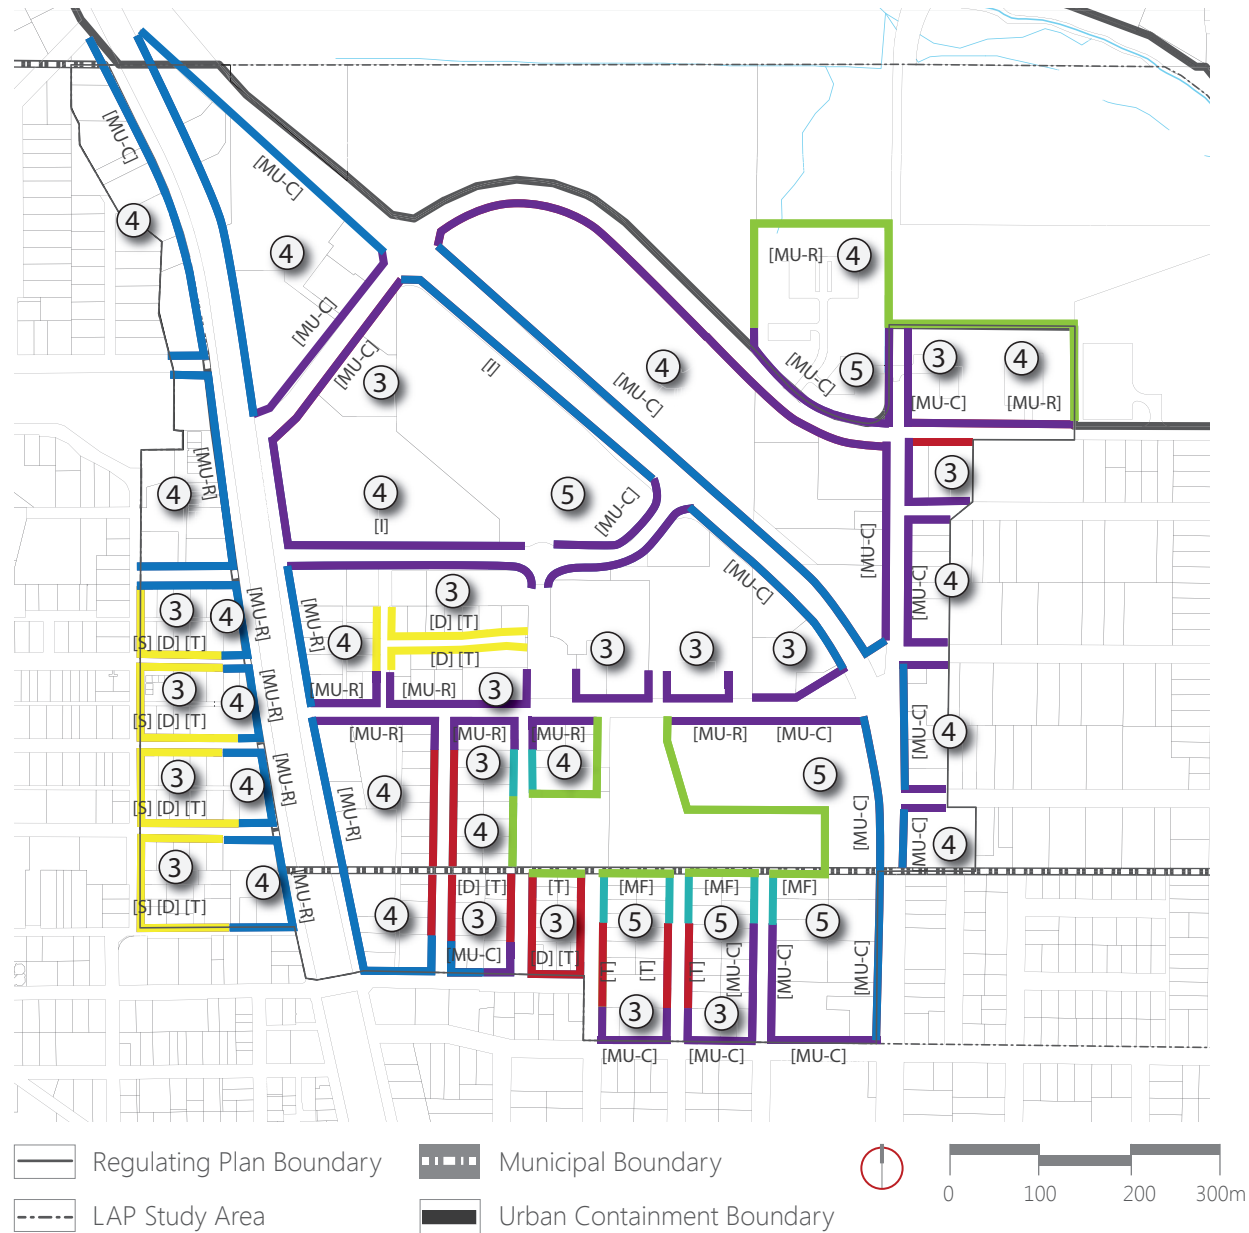 [MU-C]
4
[MU-C]
4
[MU-C]
[MU-C]
3
[I]
4
[MU-C]
[MU-R]
4
5
[MU-C]
3
4
[MU-C]
[MU-R]
3
[MU-R]
4
4
[I]
5
[MU-C]
[MU-C]
[MU-C]
4
[MU-C]
3
[S] [D] [T]
4
[MU-R]
[MU-R]
4
[MU-R]
3
[D] [T]
[D] [T]
[MU-R]
3
3
3
3
3
[S] [D] [T]
4
[MU-R]
[MU-R]
[MU-R]
[MU-R]
[MU-R]
[MU-C]
[MU-C]
4
3
[S] [D] [T]
4
[MU-R]
[MU-R]
4
3
4
4
5
[MU-C]
[MU-C]
4
3
[S] [D] [T]
4
[MU-R]
4
[D] [T]
3
[MU-C]
[T]
3
[D] [T]
[MF]
5
[T]
[T]
3
[MU-C]
[MF]
5
[T]
[MU-C]
3
[MU-C]
[MF]
5
[MU-C]
[MU-C]
[MU-C]
Regulating Plan Boundary
Municipal Boundary
LAP Study Area
Urban Containment Boundary
0 100 200 300m